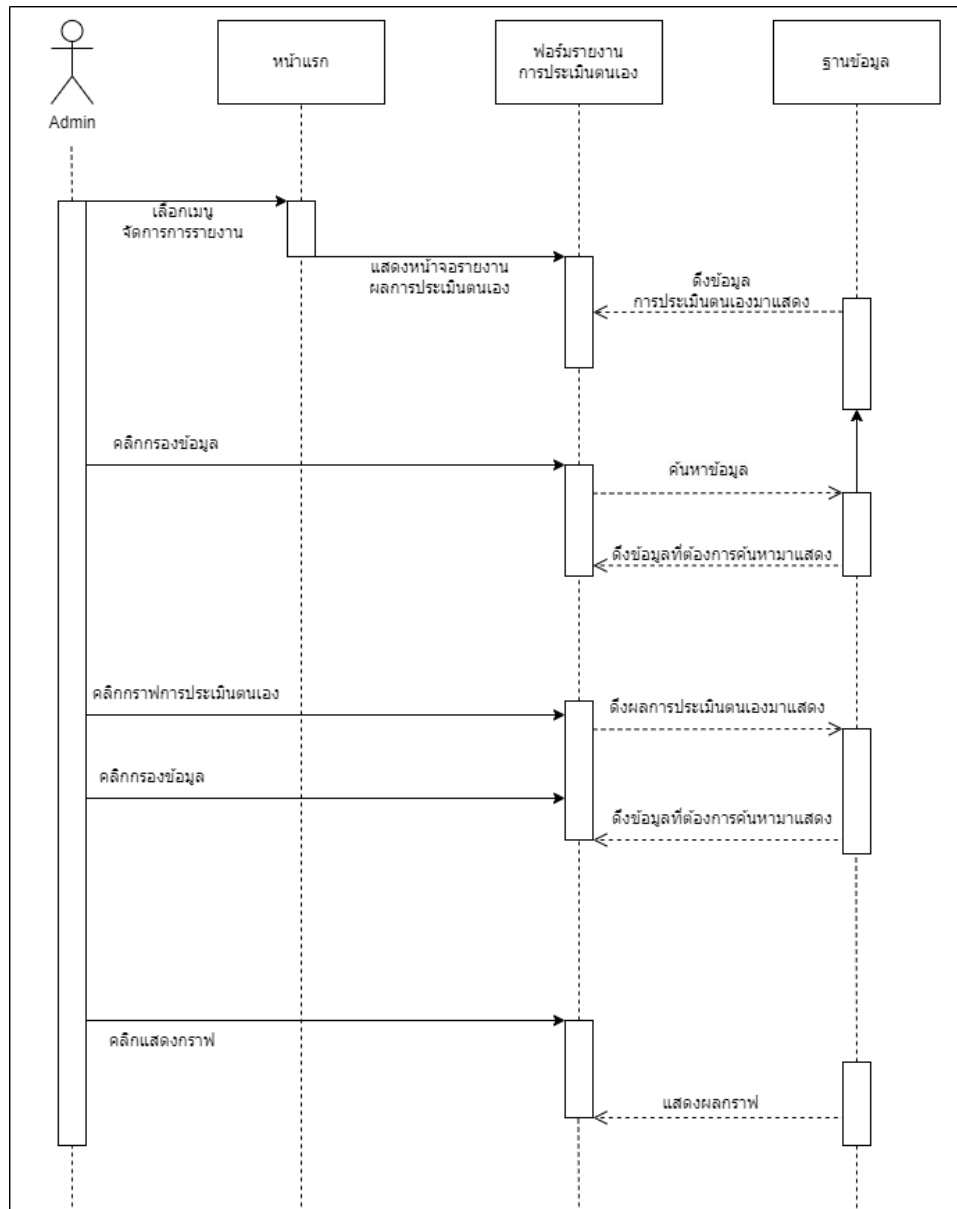 หน้าแรก
ฟอร์มรายงาน
การประเมินตนเอง
ฐานข้อมูล
Admin
เลือกเมนู
จัดการการรายงาน
แสดงหน้าจอรายงาน
ผลการประเมินตนเอง
ดึงข้อมูล
การประเมินตนเองมาแสดง
คลิกกรองข้อมูล
ค้นหาข้อมูล
ดึงข้อมูลที่ต้องการค้นหามาแสดง
คลิกกราฟการประเมินตนเอง
ดึงผลการประเมินตนเองมาแสดง
คลิกกรองข้อมูล
ดึงข้อมูลที่ต้องการค้นหามาแสดง
คลิกแสดงกราฟ
แสดงผลกราฟ